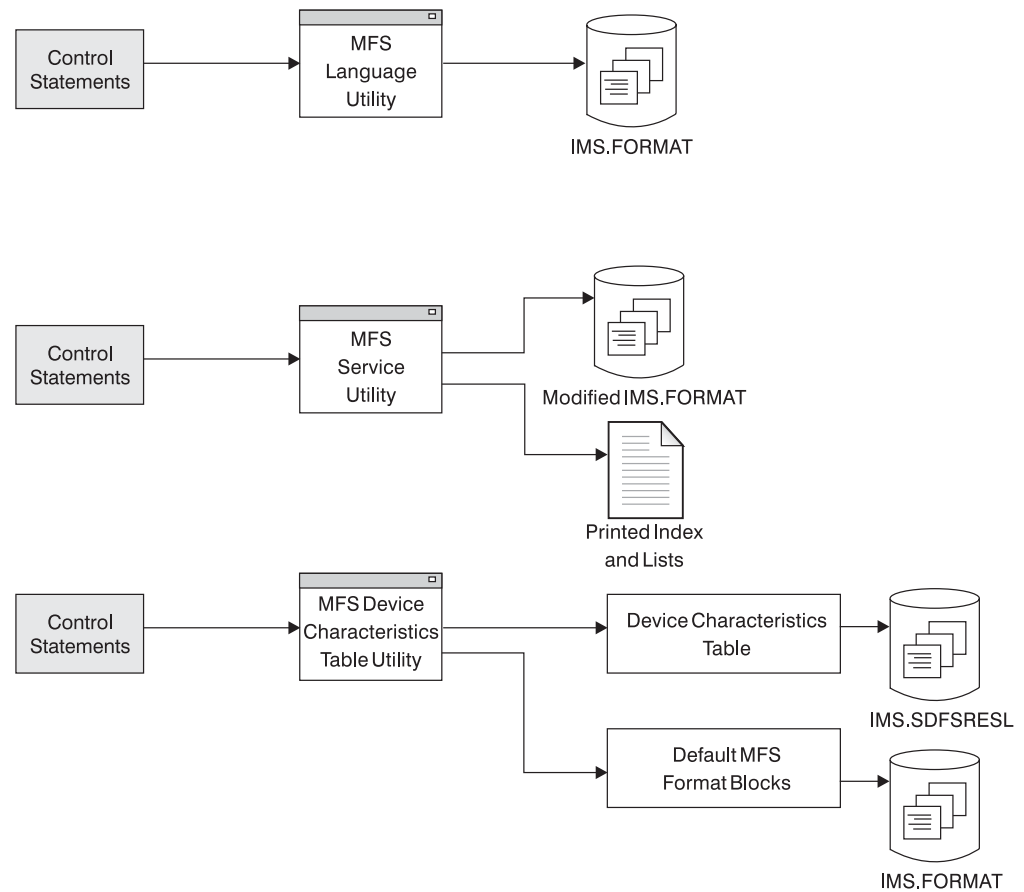 Control
Statements
MFS
Language
Utility
IMS.FORMAT
Control
Statements
MFS
Service
Utility
Modified IMS.FORMAT
Printed Index
and Lists
Control
Statements
MFS Device
Characteristics
Table Utility
Device Characteristics
Table
IMS.SDFSRESL
Default MFS
Format Blocks
IMS.FORMAT